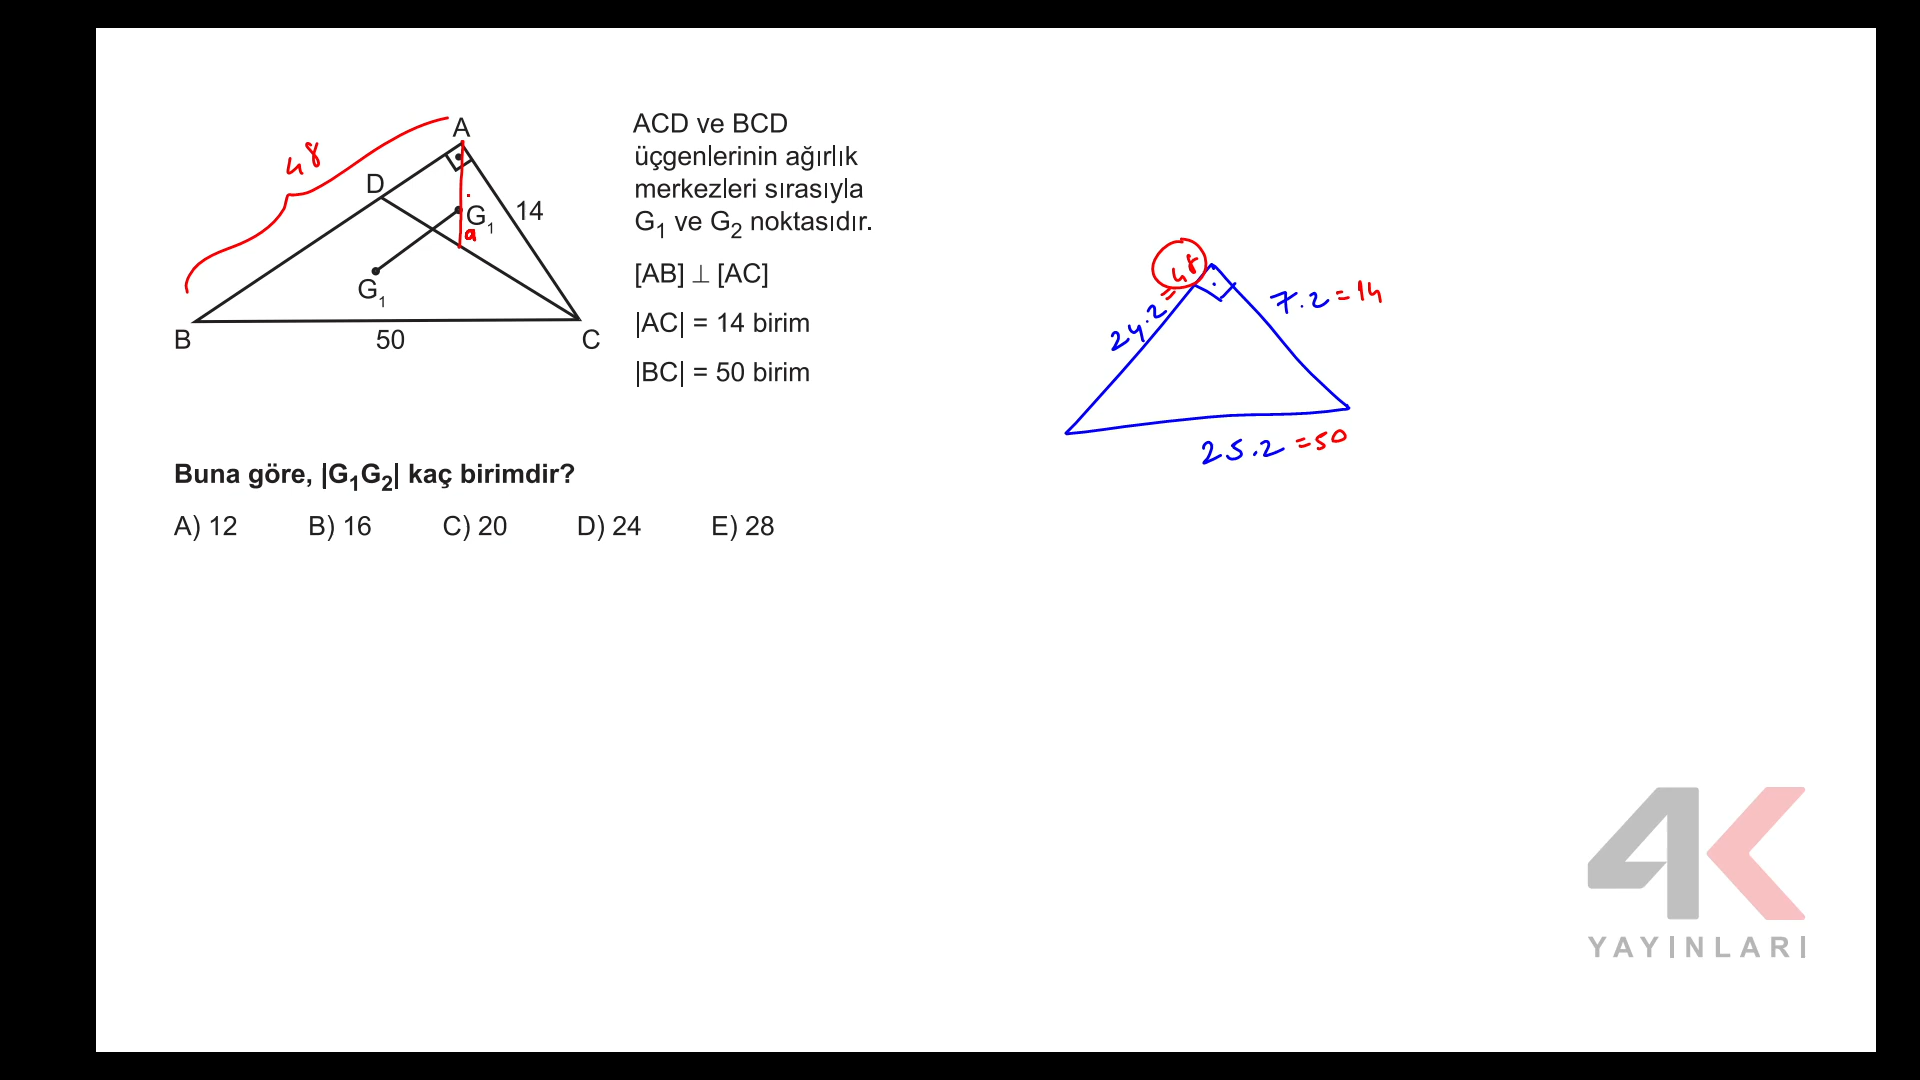 48
A
D
G1
14
a
G1
B
50
C
ACD ve BCD
üçgenlerinin ağırlık
merkezleri sırasıyla
G1 ve G2 noktasıdır.
[AB] ⊥ [AC]
|AC| = 14 birim
|BC| = 50 birim
48
=
24.2
7.2=14
25.2=50
Buna göre, |G1G2| kaç birimdir?
A) 12 B) 16 C) 20 D) 24 E) 28
4K
YAYINLARI